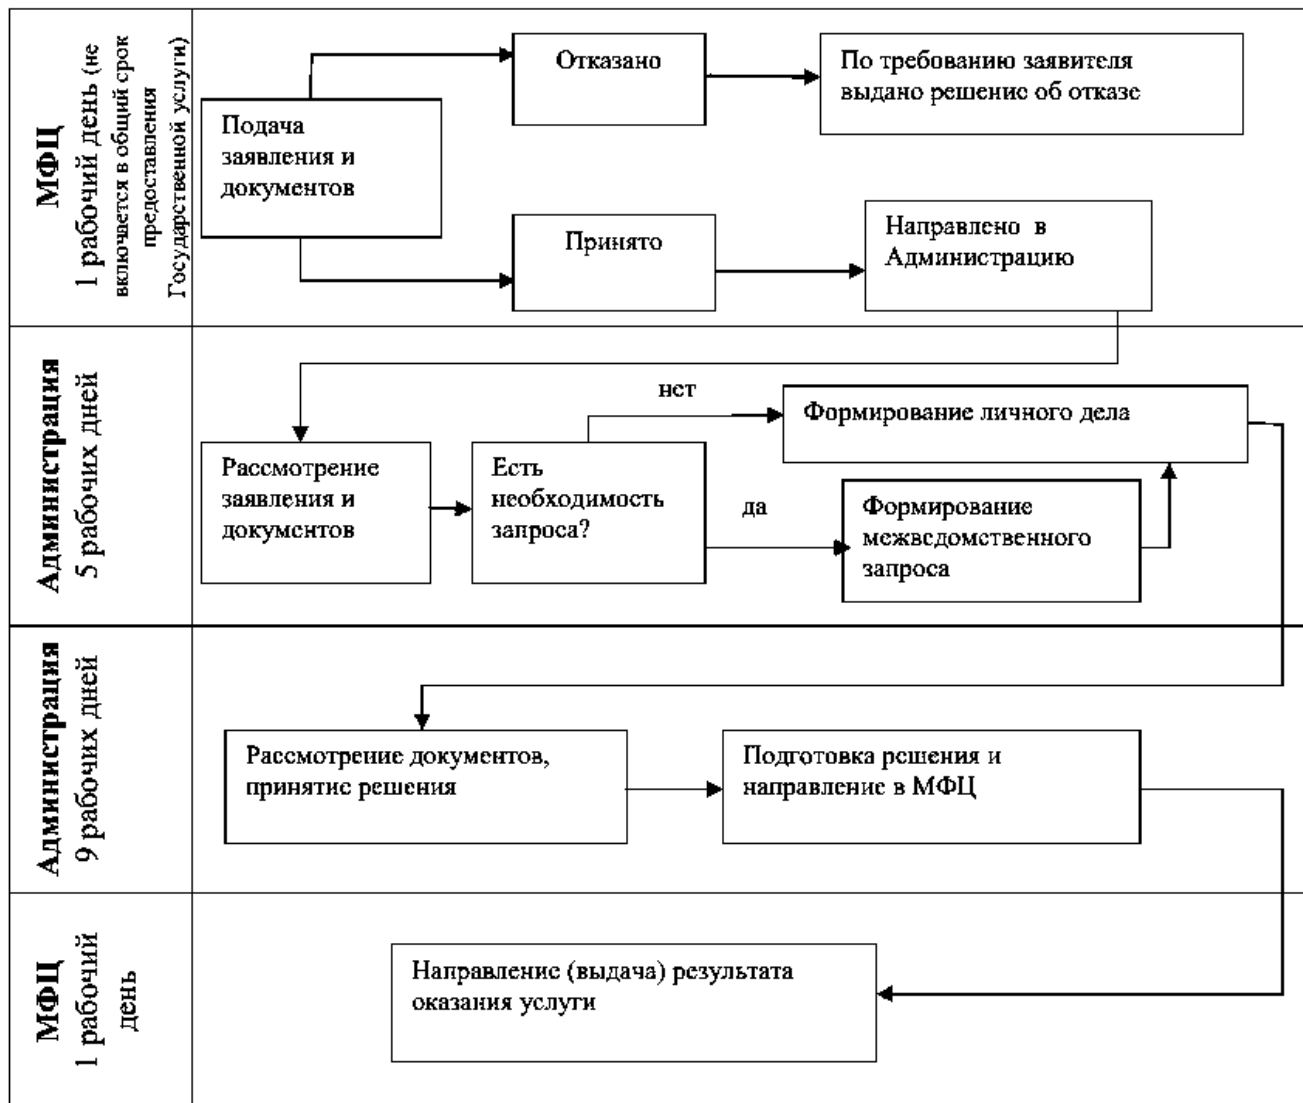 МФЦ
1 рабочий день (не
включается в общий срок
предоставления
Государственной услуги)
Подача
заявления и
документов
Отказано
По требованию заявителя
выдано решение об отказе
Принято
Направлено в
Администрацию
Администрация
5 рабочих дней
Рассмотрение
заявления и
документов
Есть
необходимость
запроса?
нет
Формирование личного дела
да
Формирование
межведомственного
запроса
Администрация
9 рабочих дней
Рассмотрение документов,
принятие решения
Подготовка решения и
направление в МФЦ
МФЦ
1 рабочий
день
Направление (выдача) результата
оказания услуги